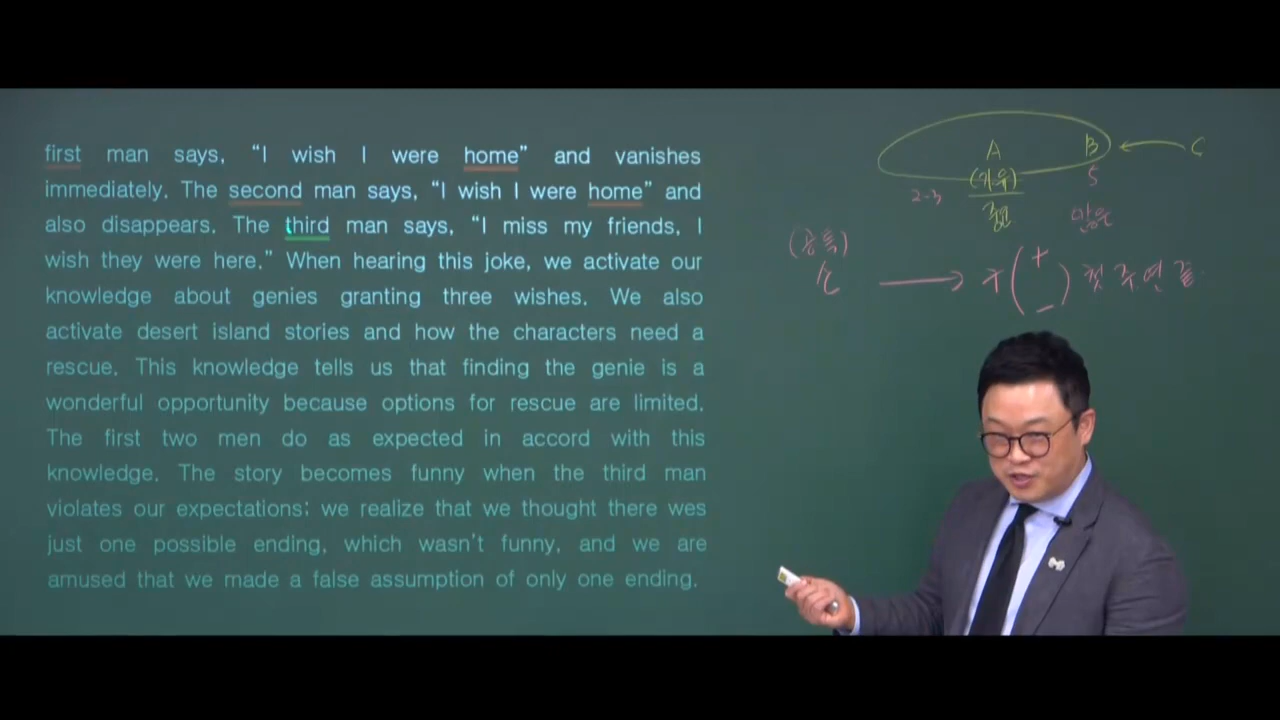 first man says, “I wish I were home” and vanishes
immediately. The second man says, “I wish I were home” and
also disappears. The third man says, “I miss my friends, I
wish they were here.” When hearing this joke, we activate our
knowledge about genies granting three wishes. We also
activate desert island stories and how the characters need a
rescue. This knowledge tells us that finding the genie is a
wonderful opportunity because options for rescue are limited.
The first two men do as expected in accord with this
knowledge. The story becomes funny when the third man
violates our expectations: we realize that we thought there wes
just one possible ending, which wasn’t funny, and we are
amused that we made a false assumption of only one ending.
A B C
2-3
5
+
-